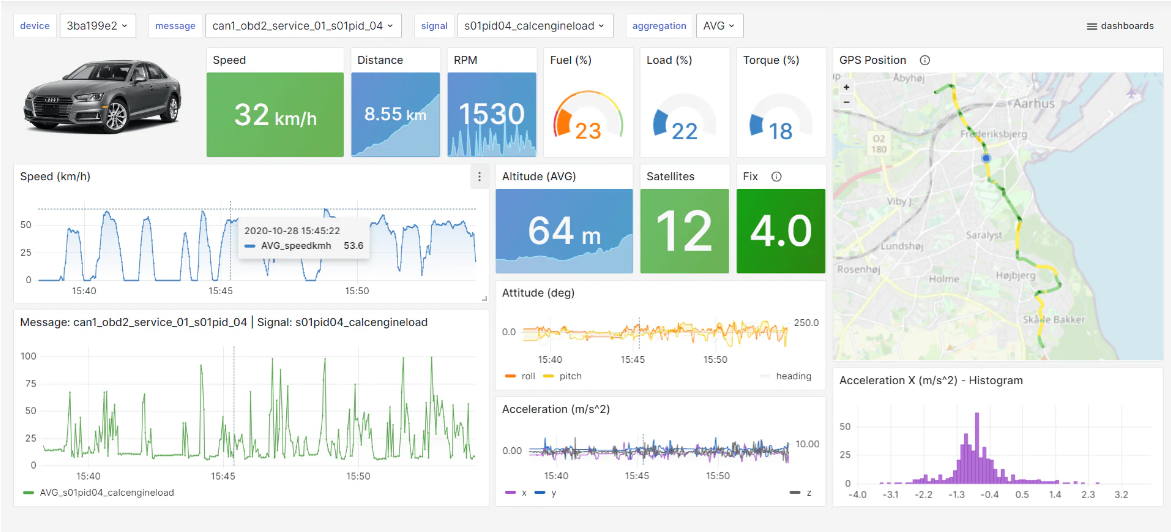 device 3ba199e2 message can1_obd2_service_01_s01pid_04 signal s01pid04_calcengineload aggregation AVG dashboards
Speed
32 km/h
Distance
8.55 km
RPM
1530
Fuel (%)
23
Load (%)
22
Torque (%)
18
GPS Position
+
−
Åbyhøj
Aarhus
Frederiksbjerg
O2
180
Viby J
Saralyst
Lundshøj
Højbjerg
Rosenhøj
Holme
Skåde Bakker
Speed (km/h)
50
25
0
15:40
15:45
15:50
2020-10-28 15:45:22
AVG_speedkmh 53.6
Altitude (AVG)
64 m
Satellites
12
Fix
4.0
Attitude (deg)
0.0
250.0
15:40
15:45
15:50
roll
pitch
heading
Message: can1_obd2_service_01_s01pid_04 | Signal: s01pid04_calcengineload
100
75
50
25
0
15:40
15:45
15:50
AVG_s01pid04_calcengineload
Acceleration (m/s^2)
0.00
10.00
15:40
15:45
15:50
x
y
z
Acceleration X (m/s^2) - Histogram
50
25
0
-4.0
-3.1
-2.2
-1.3
-0.4
0.5
1.4
2.3
3.2